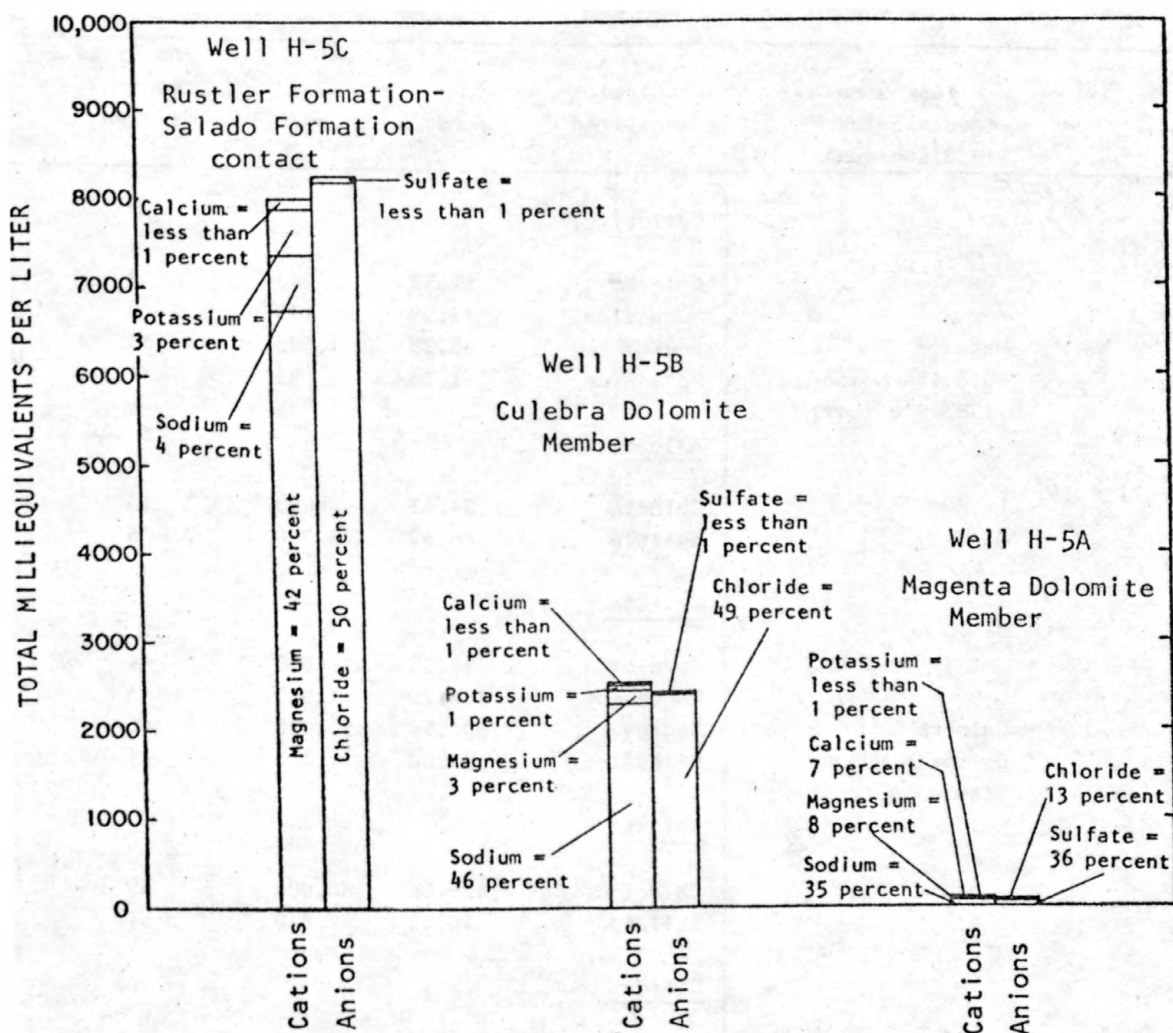 TOTAL MILLIEQUIVALENTS PER LITER
10,000
9000
8000
7000
6000
5000
4000
3000
2000
1000
0
Well H-5C
Rustler Formation-
Salado Formation
contact
Calcium =
less than
1 percent
Potassium =
3 percent
Sodium =
4 percent
Magnesium = 42 percent
Chloride = 50 percent
Sulfate =
less than 1 percent
Cations
Anions
Well H-5B
Culebra Dolomite
Member
Calcium =
less than
1 percent
Potassium =
1 percent
Magnesium =
3 percent
Sodium =
46 percent
Sulfate =
less than
1 percent
Chloride =
49 percent
Cations
Anions
Well H-5A
Magenta Dolomite
Member
Potassium =
less than
1 percent
Calcium =
7 percent
Magnesium =
8 percent
Sodium =
35 percent
Chloride =
13 percent
Sulfate =
36 percent
Cations
Anions